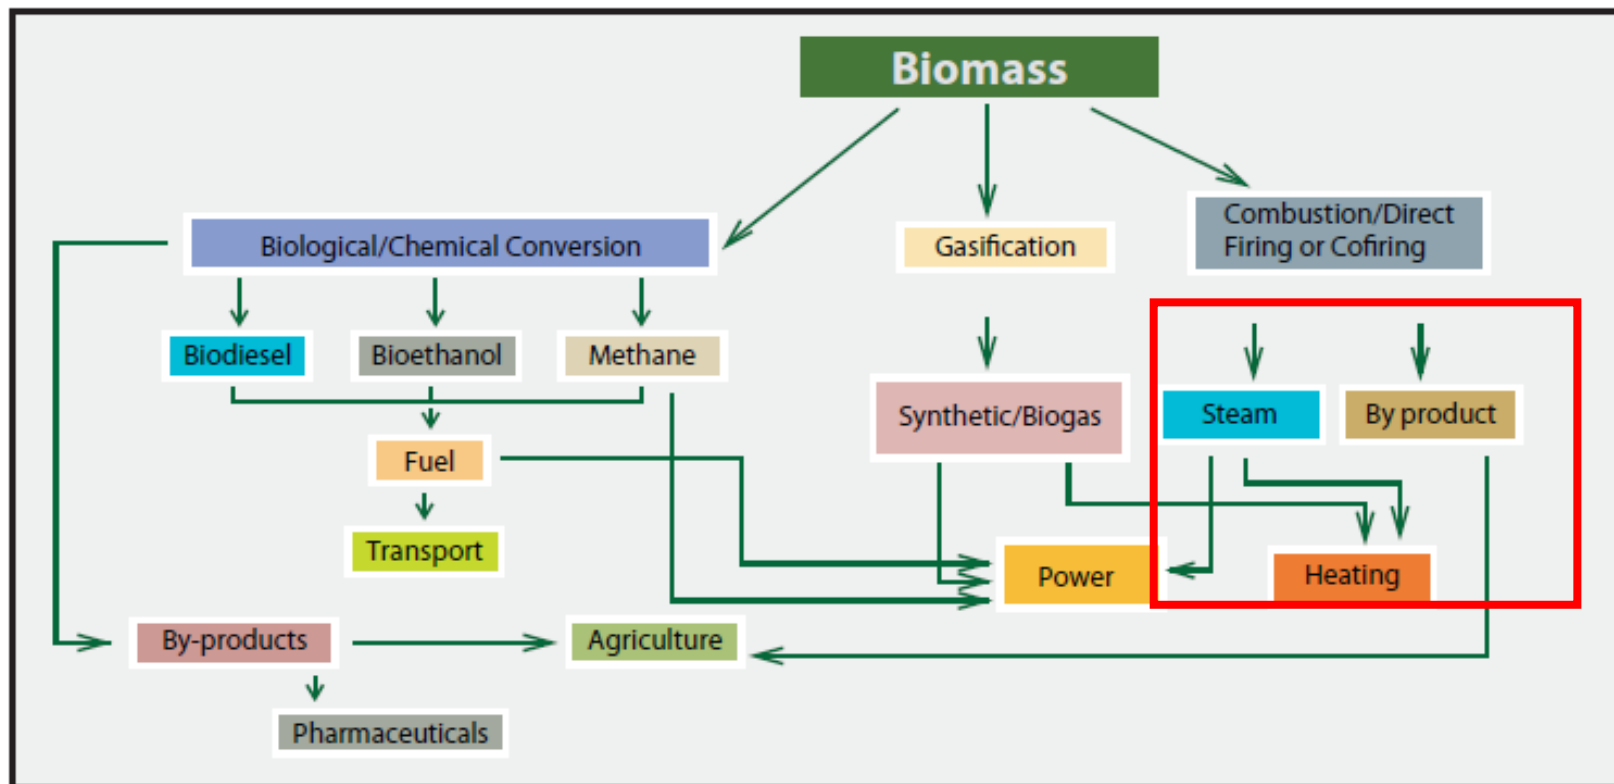 Biomass
Combustion/Direct
Firing or Cofiring
Biological/Chemical Conversion
Gasification
Biodiesel
Bioethanol
Methane
Synthetic/Biogas
Steam
By product
Fuel
Transport
Power
Heating
By-products
Agriculture
Pharmaceuticals